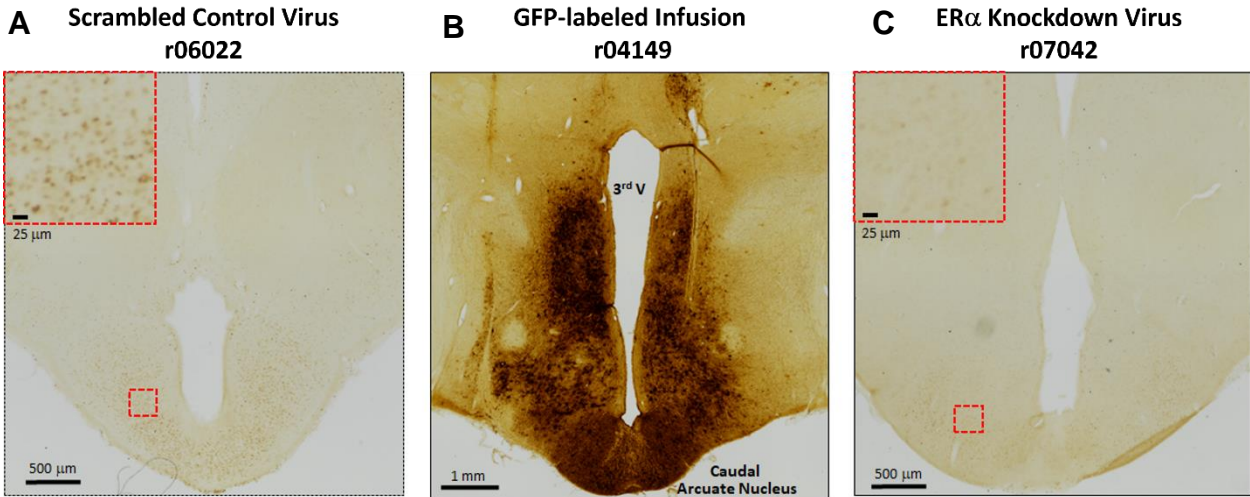 A
Scrambled Control Virus
r06022
25 µm
500 µm
B
GFP-labeled Infusion
r04149
3rd V
1 mm
Caudal
Arcuate Nucleus
C
ERα Knockdown Virus
r07042
25 µm
500 µm